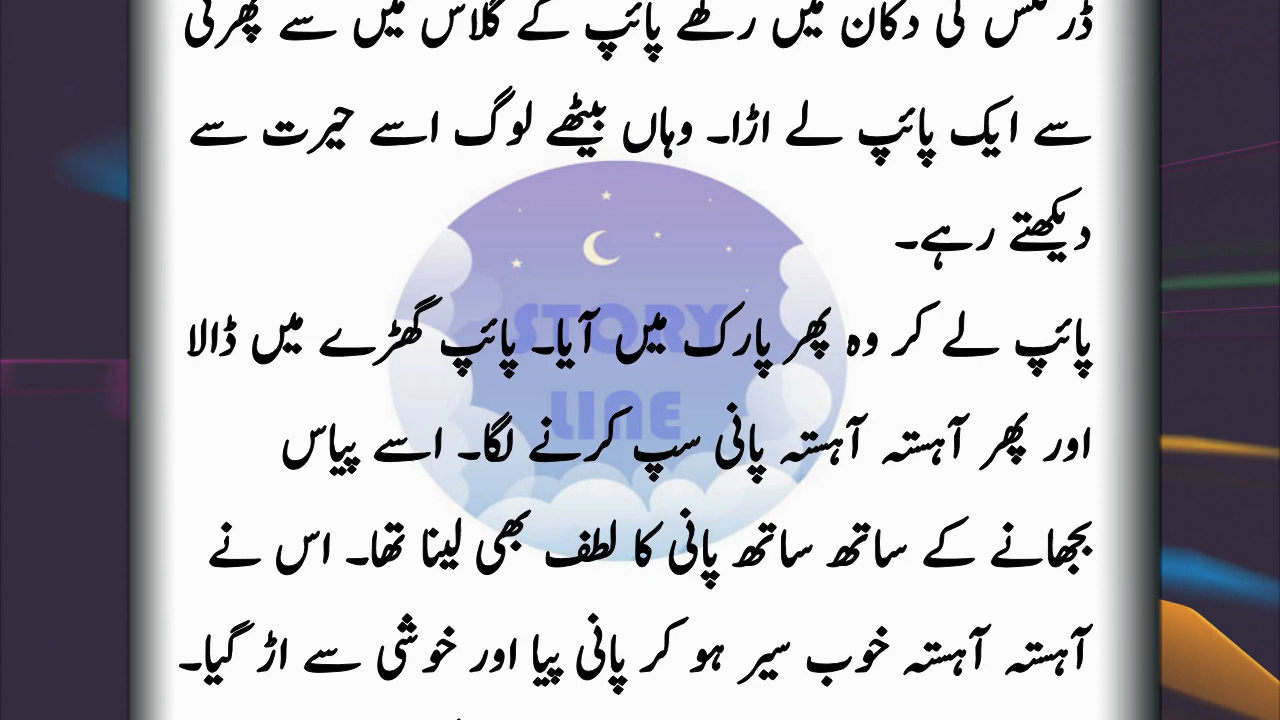 ڈرنکس کی دکان میں رکھے پائپ کے گلاس میں سے پھرتی
سے ایک پائپ لے اڑا۔ وہاں بیٹھے لوگ اسے حیرت سے
دیکھتے رہے۔
پائپ لے کر وہ پھر پارک میں آیا۔ پائپ گھڑے میں ڈالا
اور پھر آہستہ آہستہ پانی سپ کرنے لگا۔ اسے پیاس
بجھانے کے ساتھ ساتھ پانی کا لطف بھی لینا تھا۔ اس نے
آہستہ آہستہ خوب سیر ہو کر پانی پیا اور خوشی سے اڑ گیا۔
STORY
LINE